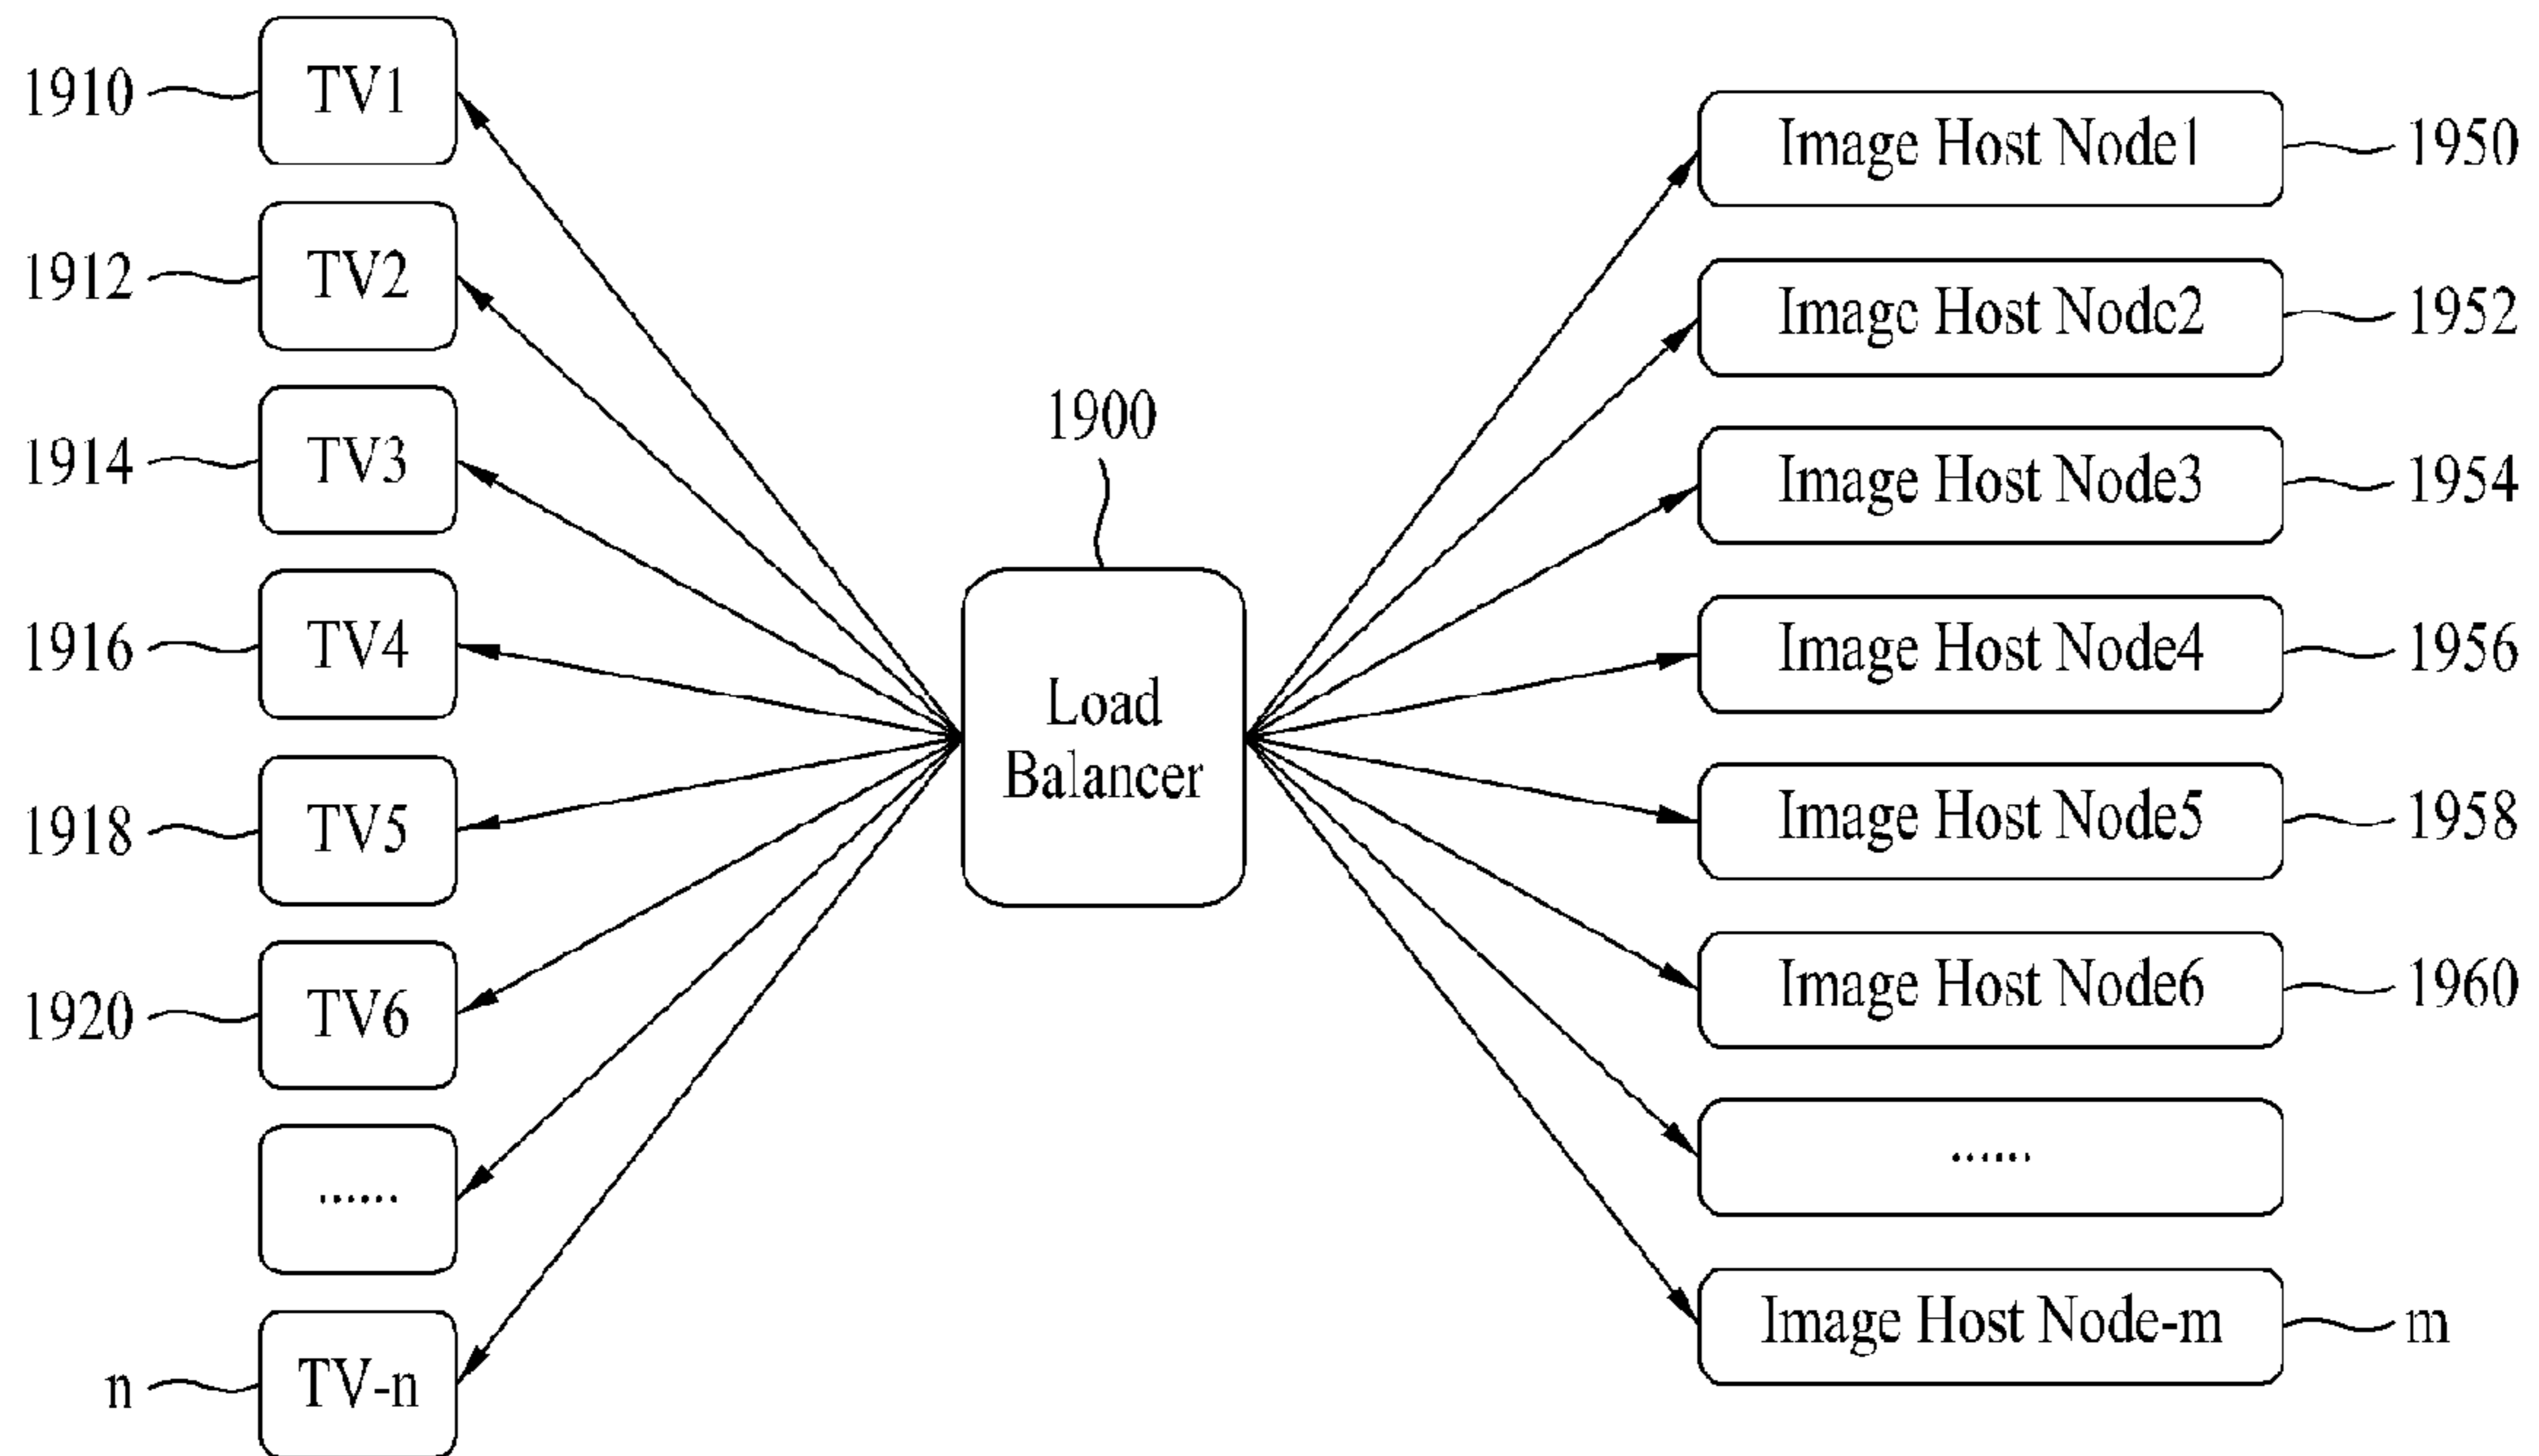 1910 TV1
1912 TV2
1914 TV3
1916 TV4
1918 TV5
1920 TV6
......
n TV-n
1900
Load
Balancer
Image Host Node1 1950
Image Host Node2 1952
Image Host Node3 1954
Image Host Node4 1956
Image Host Node5 1958
Image Host Node6 1960
......
Image Host Node-m m